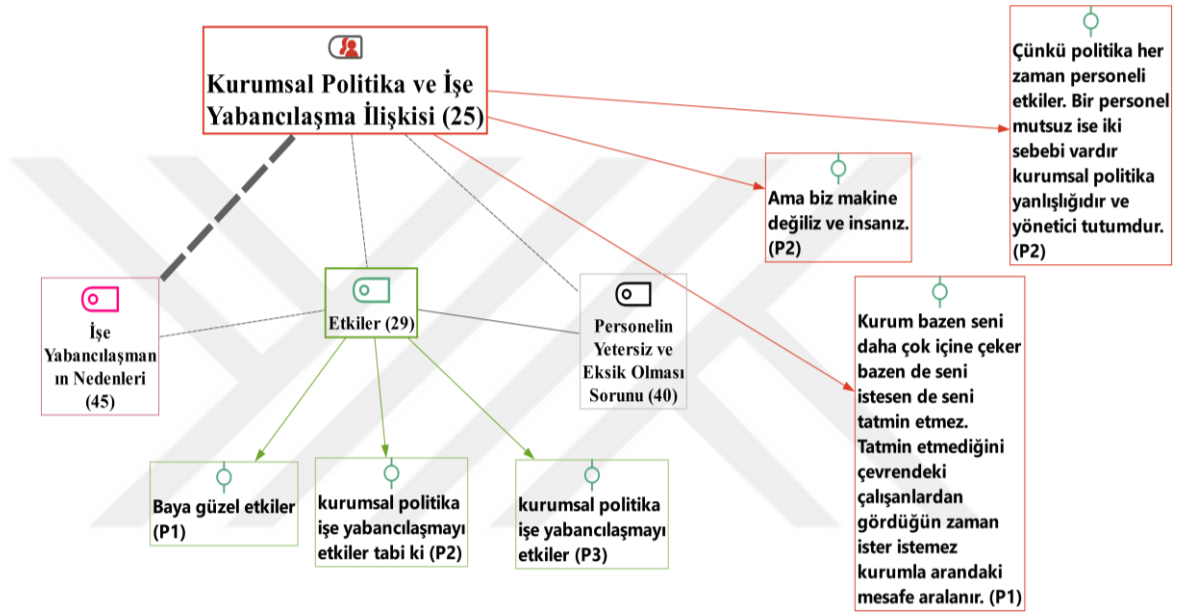 Kurumsal Politika ve İşe
Yabancılaşma İlişkisi (25)
Çünkü politika her
zaman personeli
etkiler. Bir personel
mutsuz ise iki
sebebi vardır
kurumsal politika
yanlışlığıdır ve
yönetici tutumdur.
(P2)
Ama biz makine
değiliz ve insanız.
(P2)
İşe
Yabancılaşman
ın Nedenleri
(45)
Etkiler (29)
Personelin
Yetersiz ve
Eksik Olması
Sorunu (40)
Kurum bazen seni
daha çok içine çeker
bazen de seni
istesen de seni
tatmin etmez.
Tatmin etmediğini
çevrendeki
çalışanlardan
gördüğün zaman
ister istemez
kurumla arandaki
mesafe aralanır. (P1)
Baya güzel etkiler
(P1)
kurumsal politika
işe yabancılaşmayı
etkiler tabi ki (P2)
kurumsal politika
işe yabancılaşmayı
etkiler (P3)